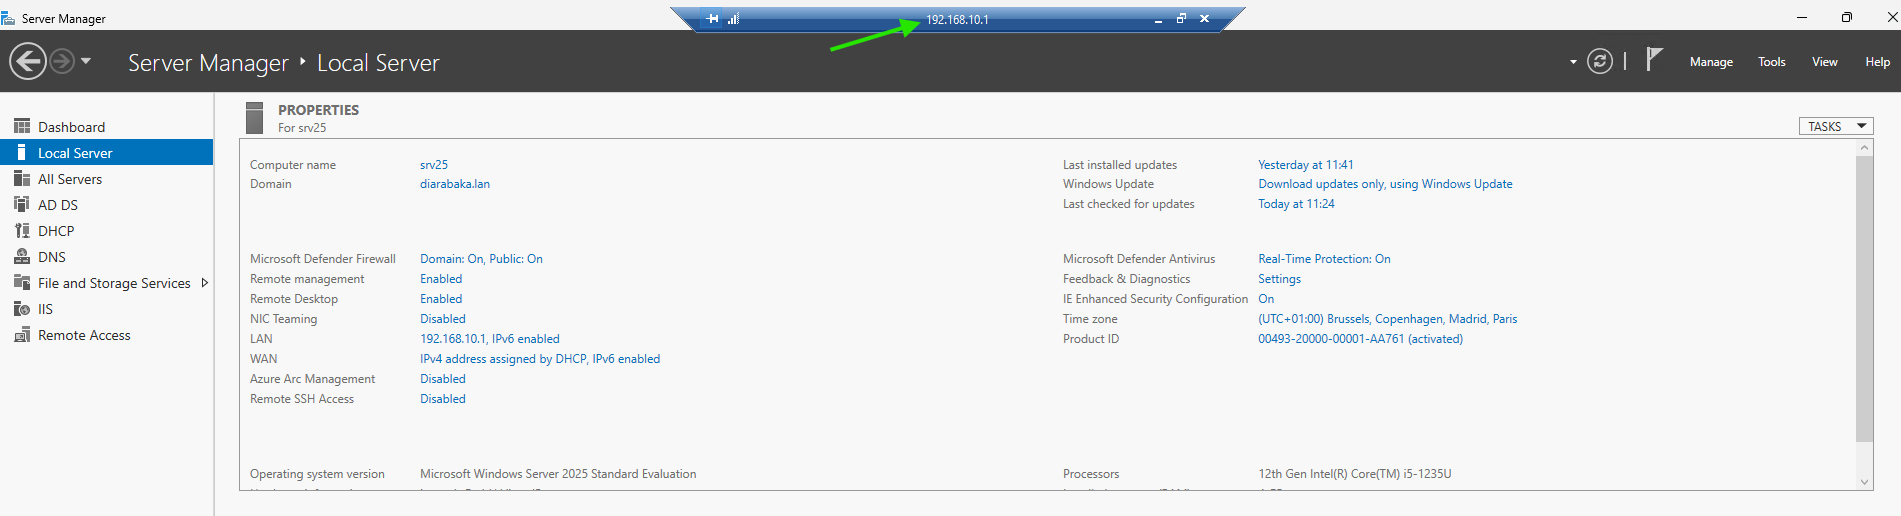 Server Manager
192.168.10.1
Server Manager ‣ Local Server
Manage Tools View Help
Dashboard
Local Server
All Servers
AD DS
DHCP
DNS
File and Storage Services
IIS
Remote Access
PROPERTIES
For srv25
TASKS
Computer name srv25
Domain diarabaka.lan
Last installed updates Yesterday at 11:41
Windows Update Download updates only, using Windows Update
Last checked for updates Today at 11:24
Microsoft Defender Firewall Domain: On, Public: On
Remote management Enabled
Remote Desktop Enabled
NIC Teaming Disabled
LAN 192.168.10.1, IPv6 enabled
WAN IPv4 address assigned by DHCP, IPv6 enabled
Azure Arc Management Disabled
Remote SSH Access Disabled
Microsoft Defender Antivirus Real-Time Protection: On
Feedback & Diagnostics Settings
IE Enhanced Security Configuration On
Time zone (UTC+01:00) Brussels, Copenhagen, Madrid, Paris
Product ID 00493-20000-00001-AA761 (activated)
Operating system version Microsoft Windows Server 2025 Standard Evaluation
Processors 12th Gen Intel(R) Core(TM) i5-1235U